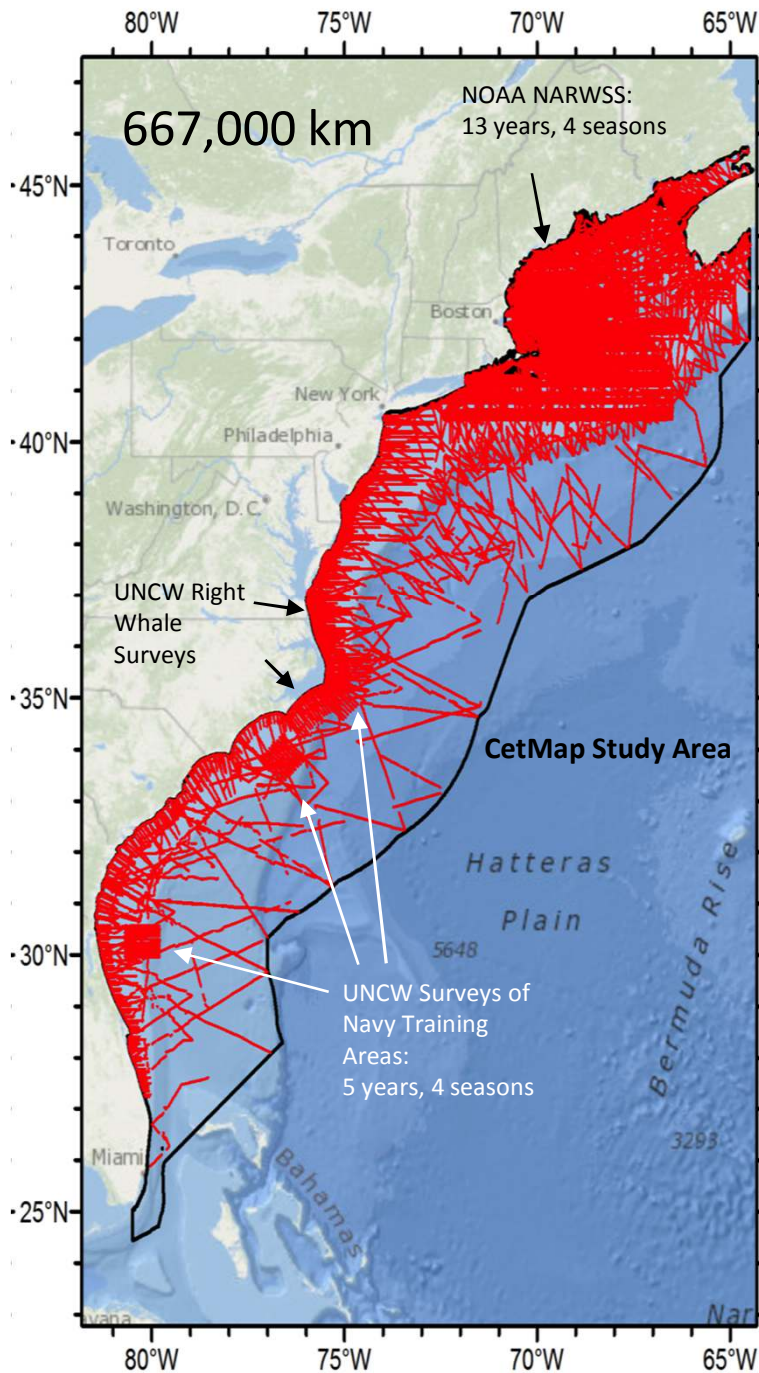 80°W 75°W 70°W 65°W
667,000 km
NOAA NARWSS:
13 years, 4 seasons
45°N
Toronto
Boston
New York
40°N
Philadelphia
Washington, D.C.
UNCW Right
Whale
Surveys
35°N
CetMap Study Area
Hatteras
Plain
Bermuda Rise
30°N
5648
UNCW Surveys of
Navy Training
Areas:
5 years, 4 seasons
3293
Miami
Bahamas
25°N
vana
Nar
80°W 75°W 70°W 65°W